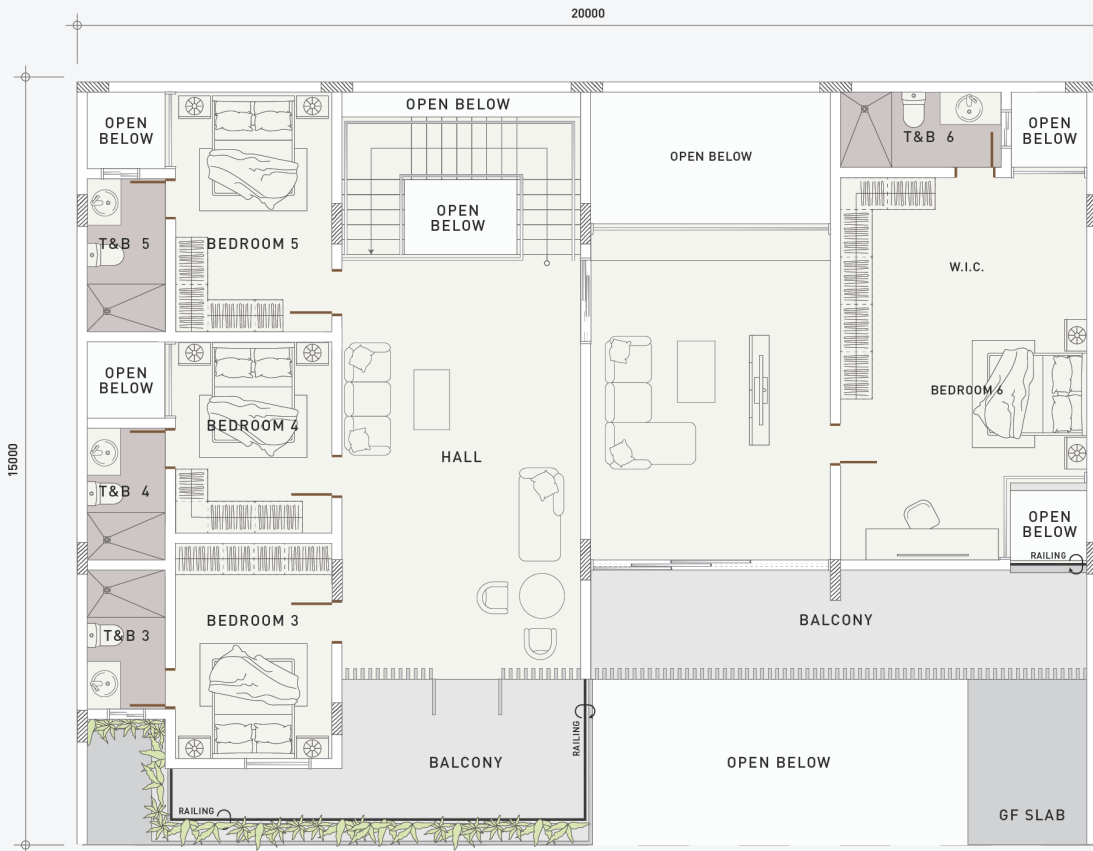 20000
15000
OPEN BELOW
OPEN
BELOW
T&B 6
OPEN
BELOW
OPEN BELOW
OPEN
BELOW
T&B 5
BEDROOM 5
W.I.C.
OPEN
BELOW
BEDROOM 4
BEDROOM 6
HALL
T&B 4
OPEN
BELOW
RAILING
BEDROOM 3
BALCONY
T&B 3
RAILING
BALCONY
OPEN BELOW
RAILING
GF SLAB